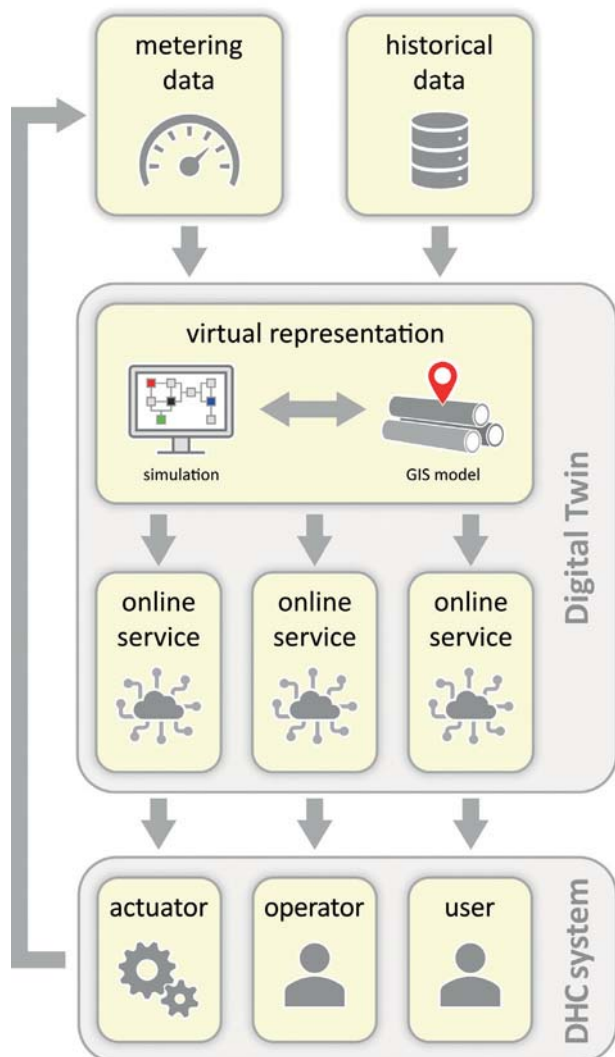 metering
data
historical
data
virtual representation
simulation
GIS model
Digital Twin
online
service
online
service
online
service
actuator
operator
user
DHC system